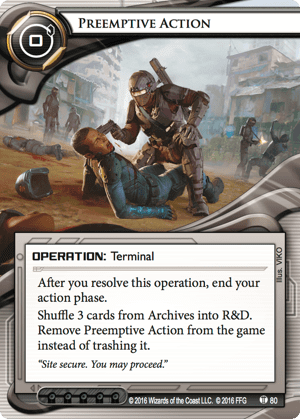 Preemptive Action
0
OPERATION: Terminal
After you resolve this operation, end your
action phase.
Shuffle 3 cards from Archives into R&D.
Remove Preemptive Action from the game
instead of trashing it.
“Site secure. You may proceed.”
Illus. VIKO
© 2016 Wizards of the Coast LLC. © 2016 FFG
80